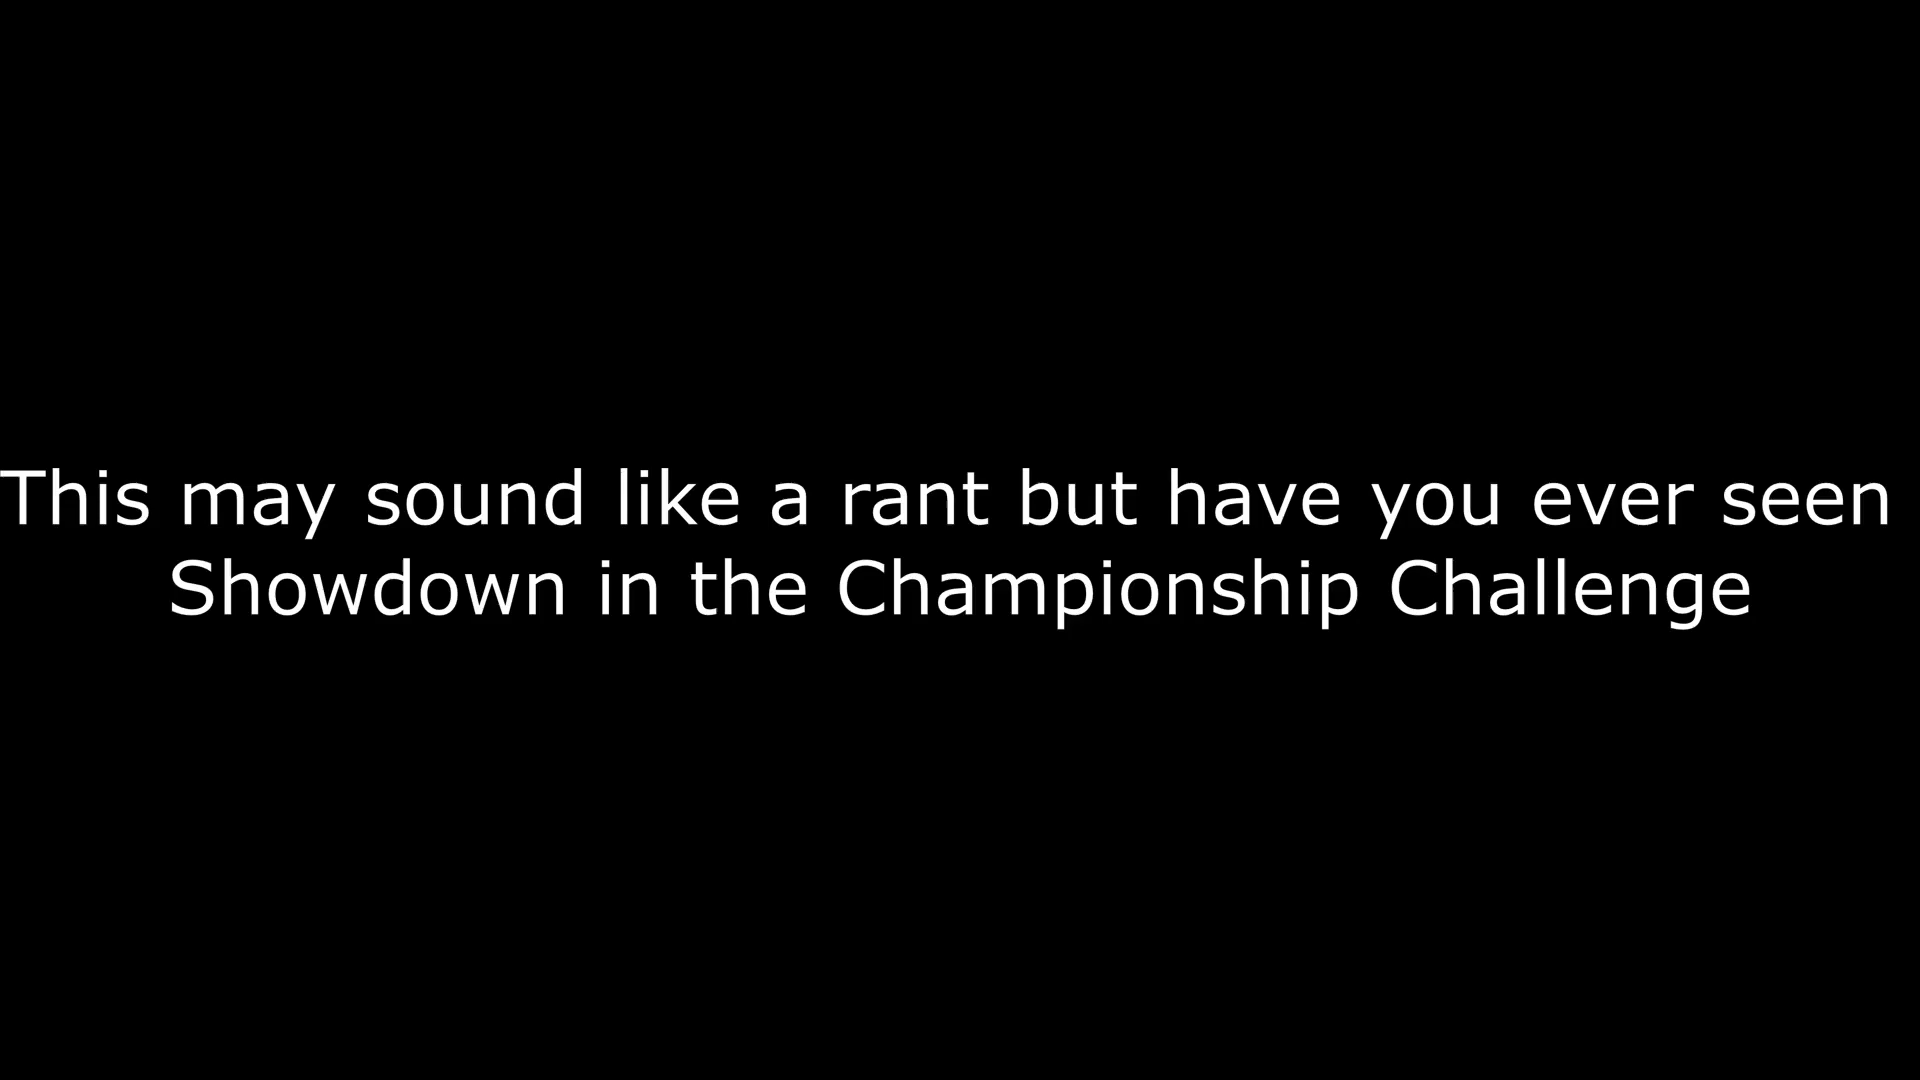 This may sound like a rant but have you ever seen
Showdown in the Championship Challenge